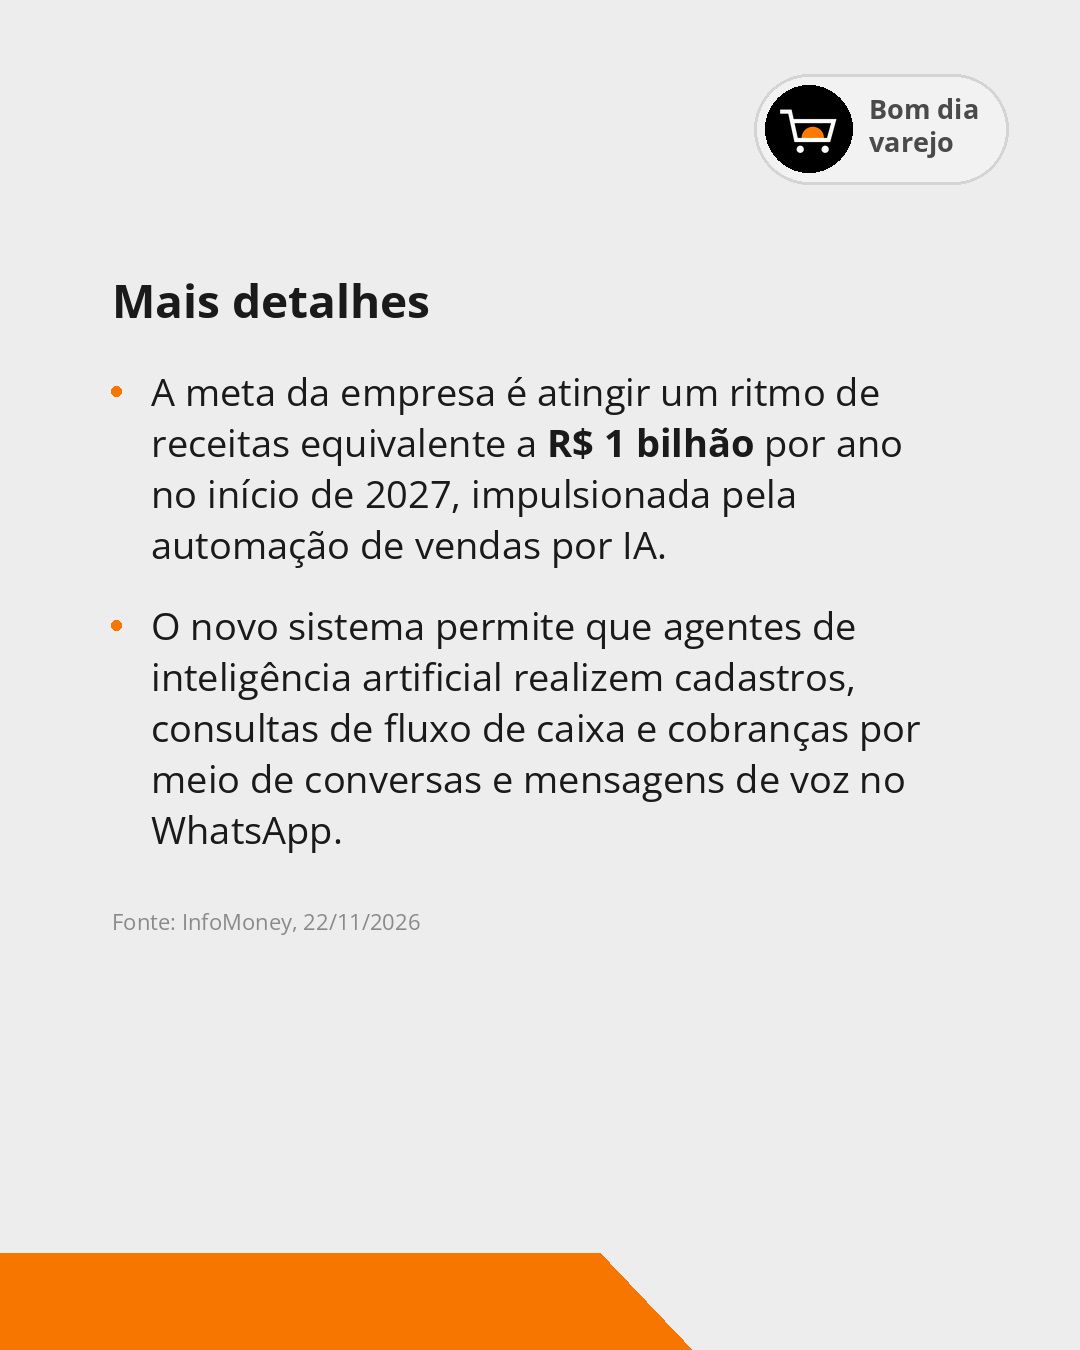 Bom dia
varejo
Mais detalhes
• A meta da empresa é atingir um ritmo de
receitas equivalente a R$ 1 bilhão por ano
no início de 2027, impulsionada pela
automação de vendas por IA.
• O novo sistema permite que agentes de
inteligência artificial realizem cadastros,
consultas de fluxo de caixa e cobranças por
meio de conversas e mensagens de voz no
WhatsApp.
Fonte: InfoMoney, 22/11/2026